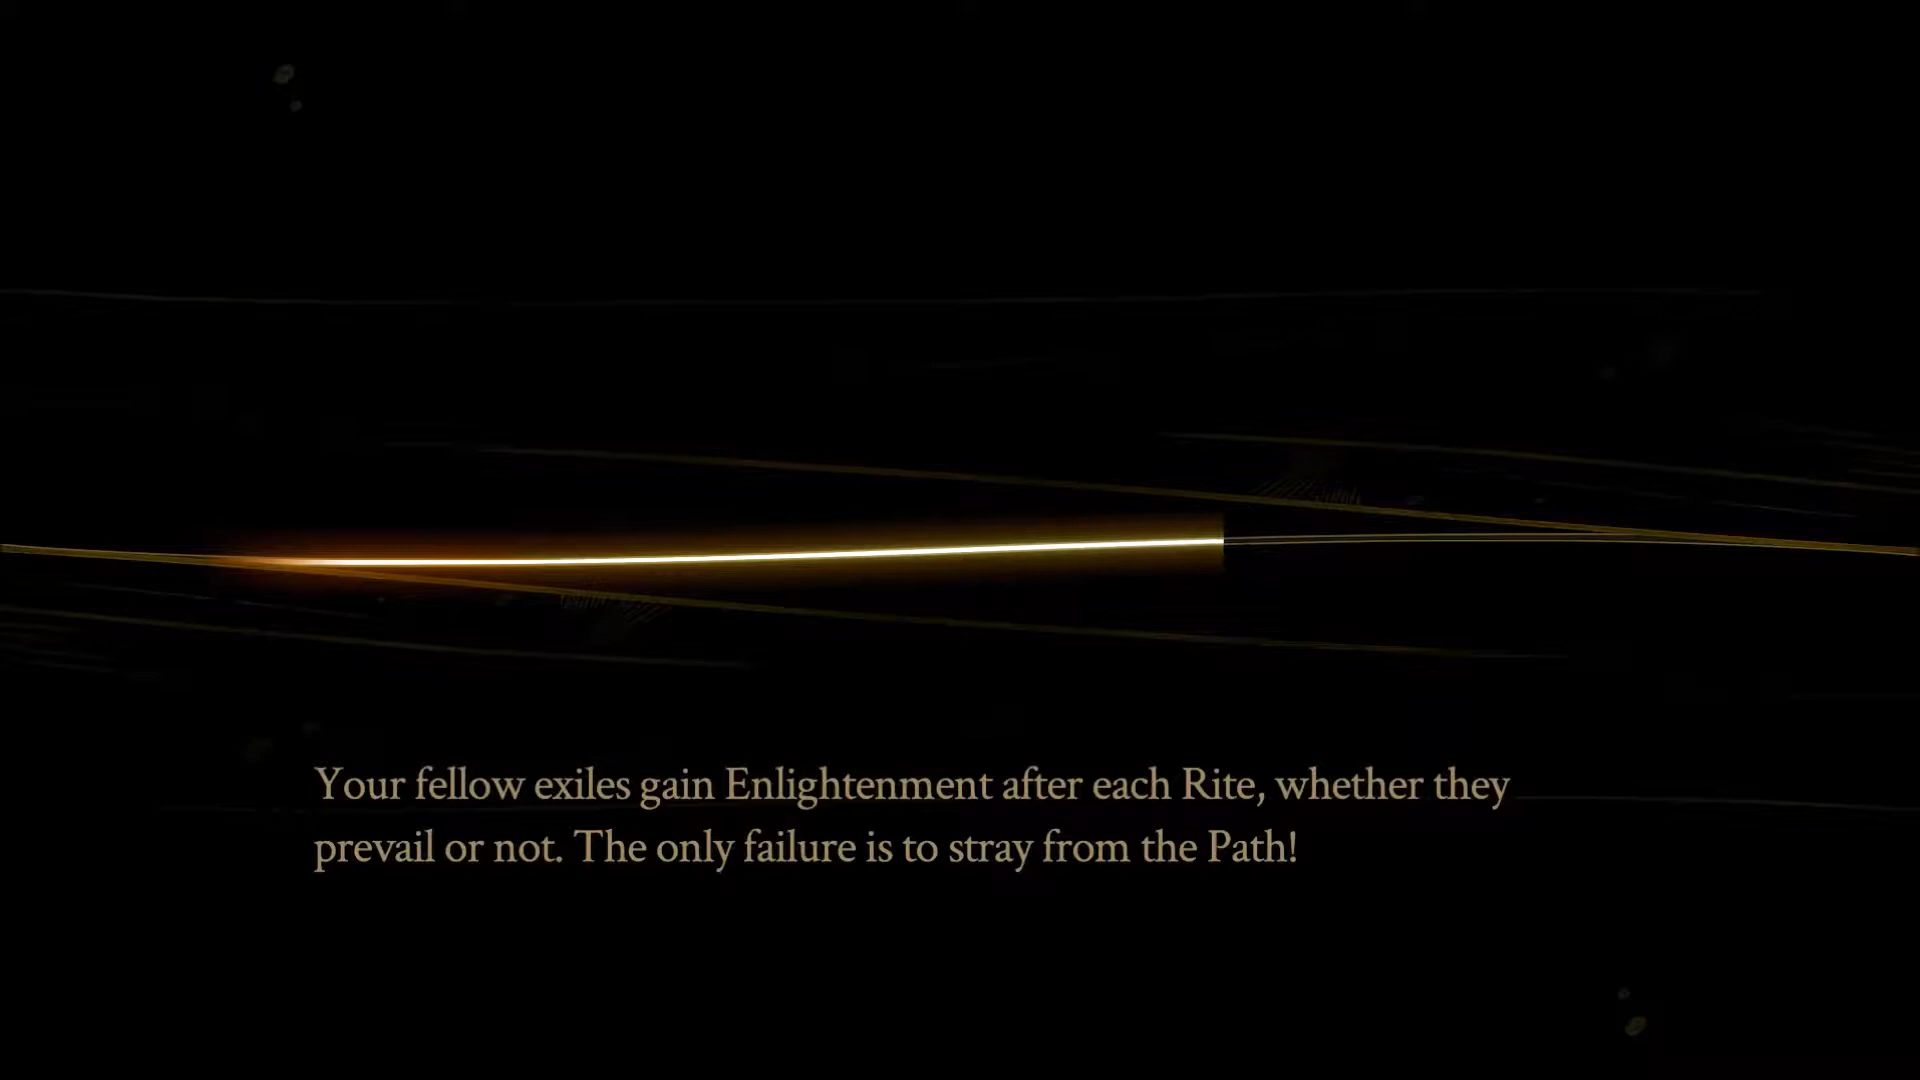 Your fellow exiles gain Enlightenment after each Rite, whether they
prevail or not. The only failure is to stray from the Path!